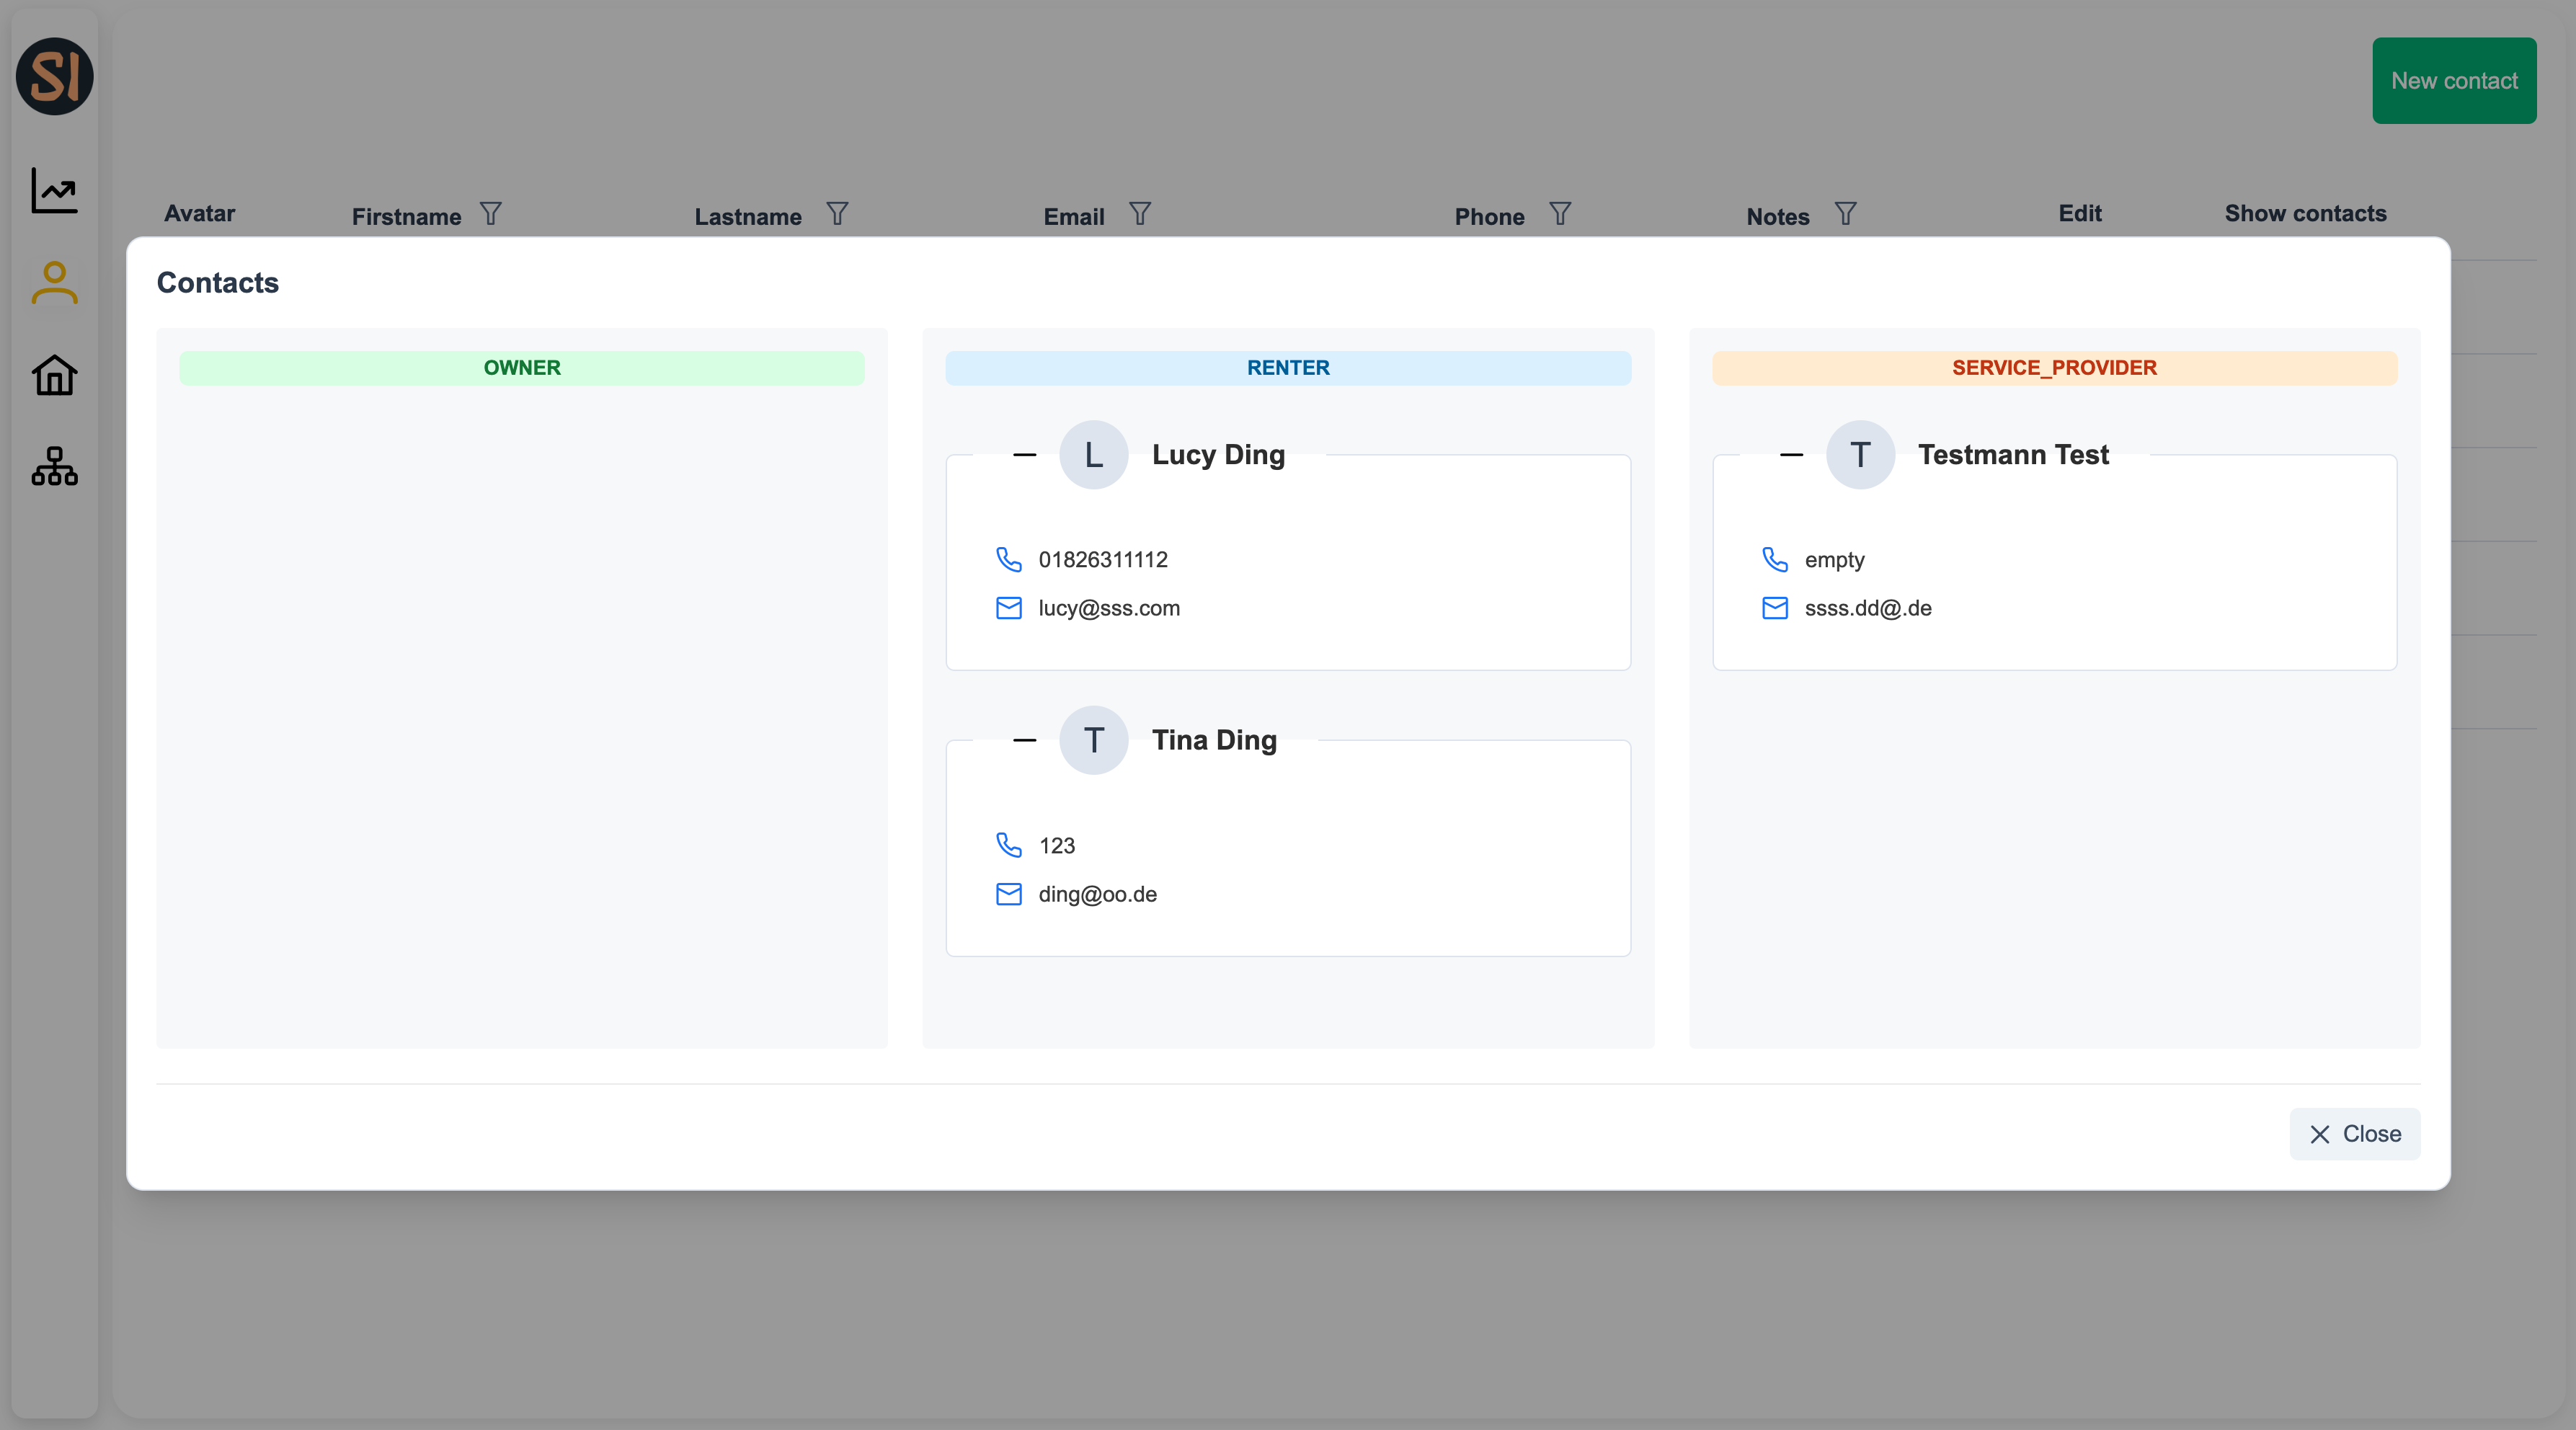 SI
New contact
Avatar Firstname Lastname Email Phone Notes Edit Show contacts
Contacts
OWNER
RENTER
L Lucy Ding
01826311112
lucy@sss.com
T Tina Ding
123
ding@oo.de
SERVICE_PROVIDER
T Testmann Test
empty
ssss.dd@.de
Close